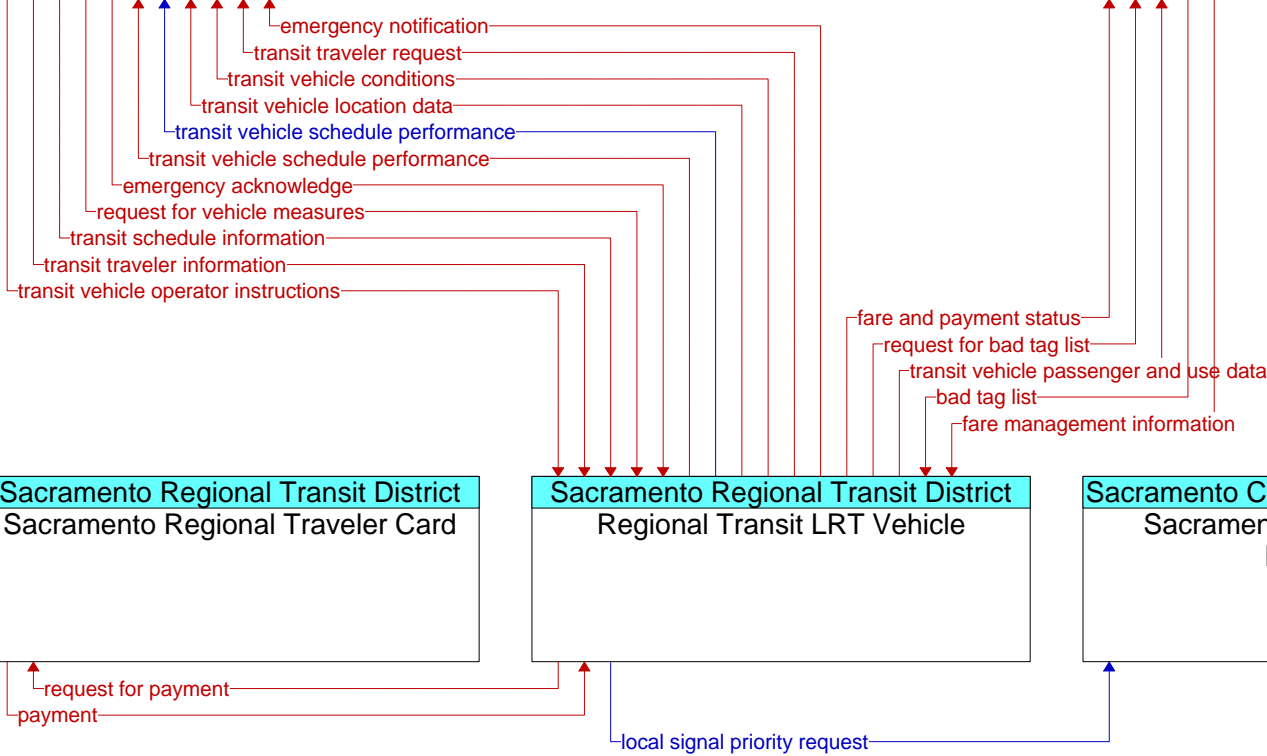 emergency notification
transit traveler request
transit vehicle conditions
transit vehicle location data
transit vehicle schedule performance
transit vehicle schedule performance
emergency acknowledge
request for vehicle measures
transit schedule information
transit traveler information
transit vehicle operator instructions
fare and payment status
request for bad tag list
transit vehicle passenger and use data
bad tag list
fare management information
Sacramento Regional Transit District
Sacramento Regional Traveler Card
Sacramento Regional Transit District
Regional Transit LRT Vehicle
Sacramento C
Sacramen
request for payment
payment
local signal priority request